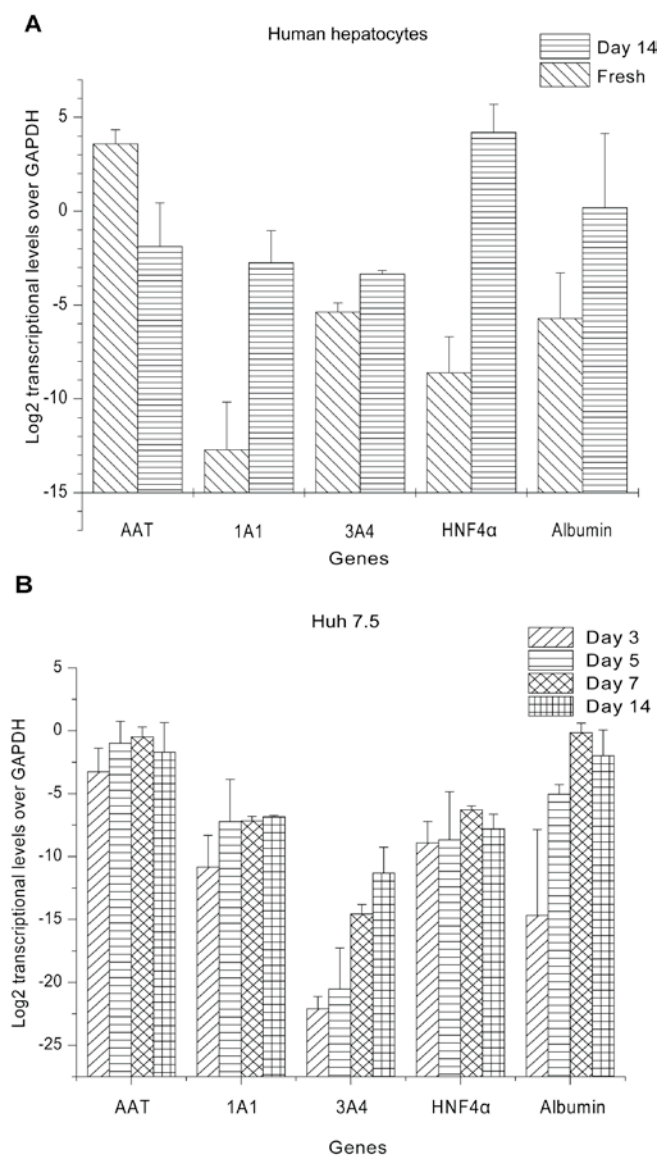 A
Human hepatocytes
Day 14
Fresh
Log2 transcriptional levels over GAPDH
5
0
-5
-10
-15
AAT
1A1
3A4
HNF4α
Albumin
Genes
B
Huh 7.5
Day 3
Day 5
Day 7
Day 14
Log2 transcriptional levels over GAPDH
5
0
-5
-10
-15
-20
-25
AAT
1A1
3A4
HNF4α
Albumin
Genes